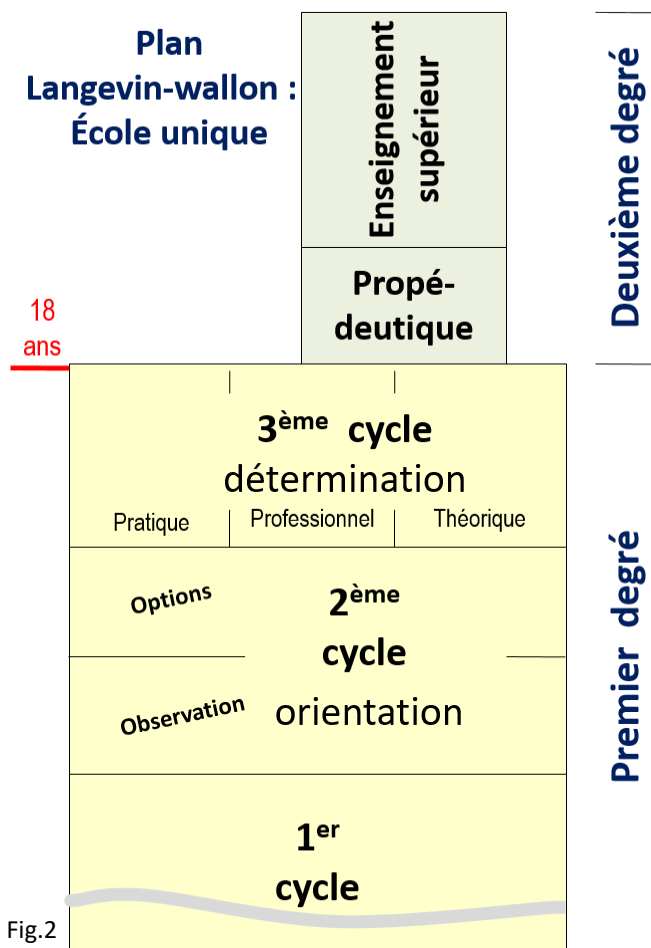 Plan
Langevin-wallon :
École unique
Enseignement
supérieur
Propé-
deutique
Deuxième degré
18
ans
3ème cycle
détermination
Pratique
Professionnel
Théorique
Options
2ème
cycle
Observation
orientation
Premier degré
1er
cycle
Fig.2